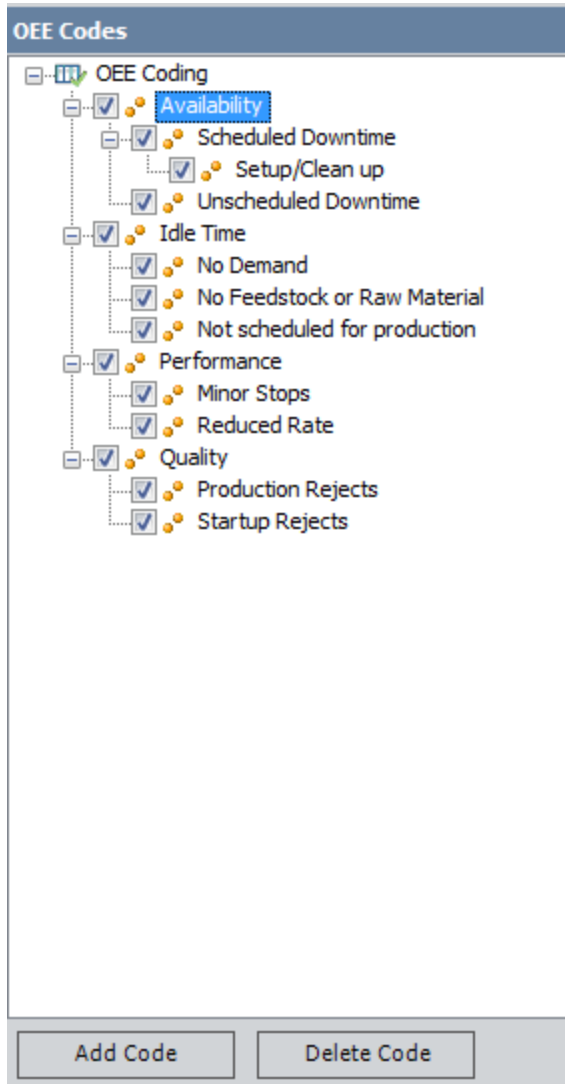 OEE Codes
OEE Coding
Availability
Scheduled Downtime
Setup/Clean up
Unscheduled Downtime
Idle Time
No Demand
No Feedstock or Raw Material
Not scheduled for production
Performance
Minor Stops
Reduced Rate
Quality
Production Rejects
Startup Rejects
Add Code Delete Code